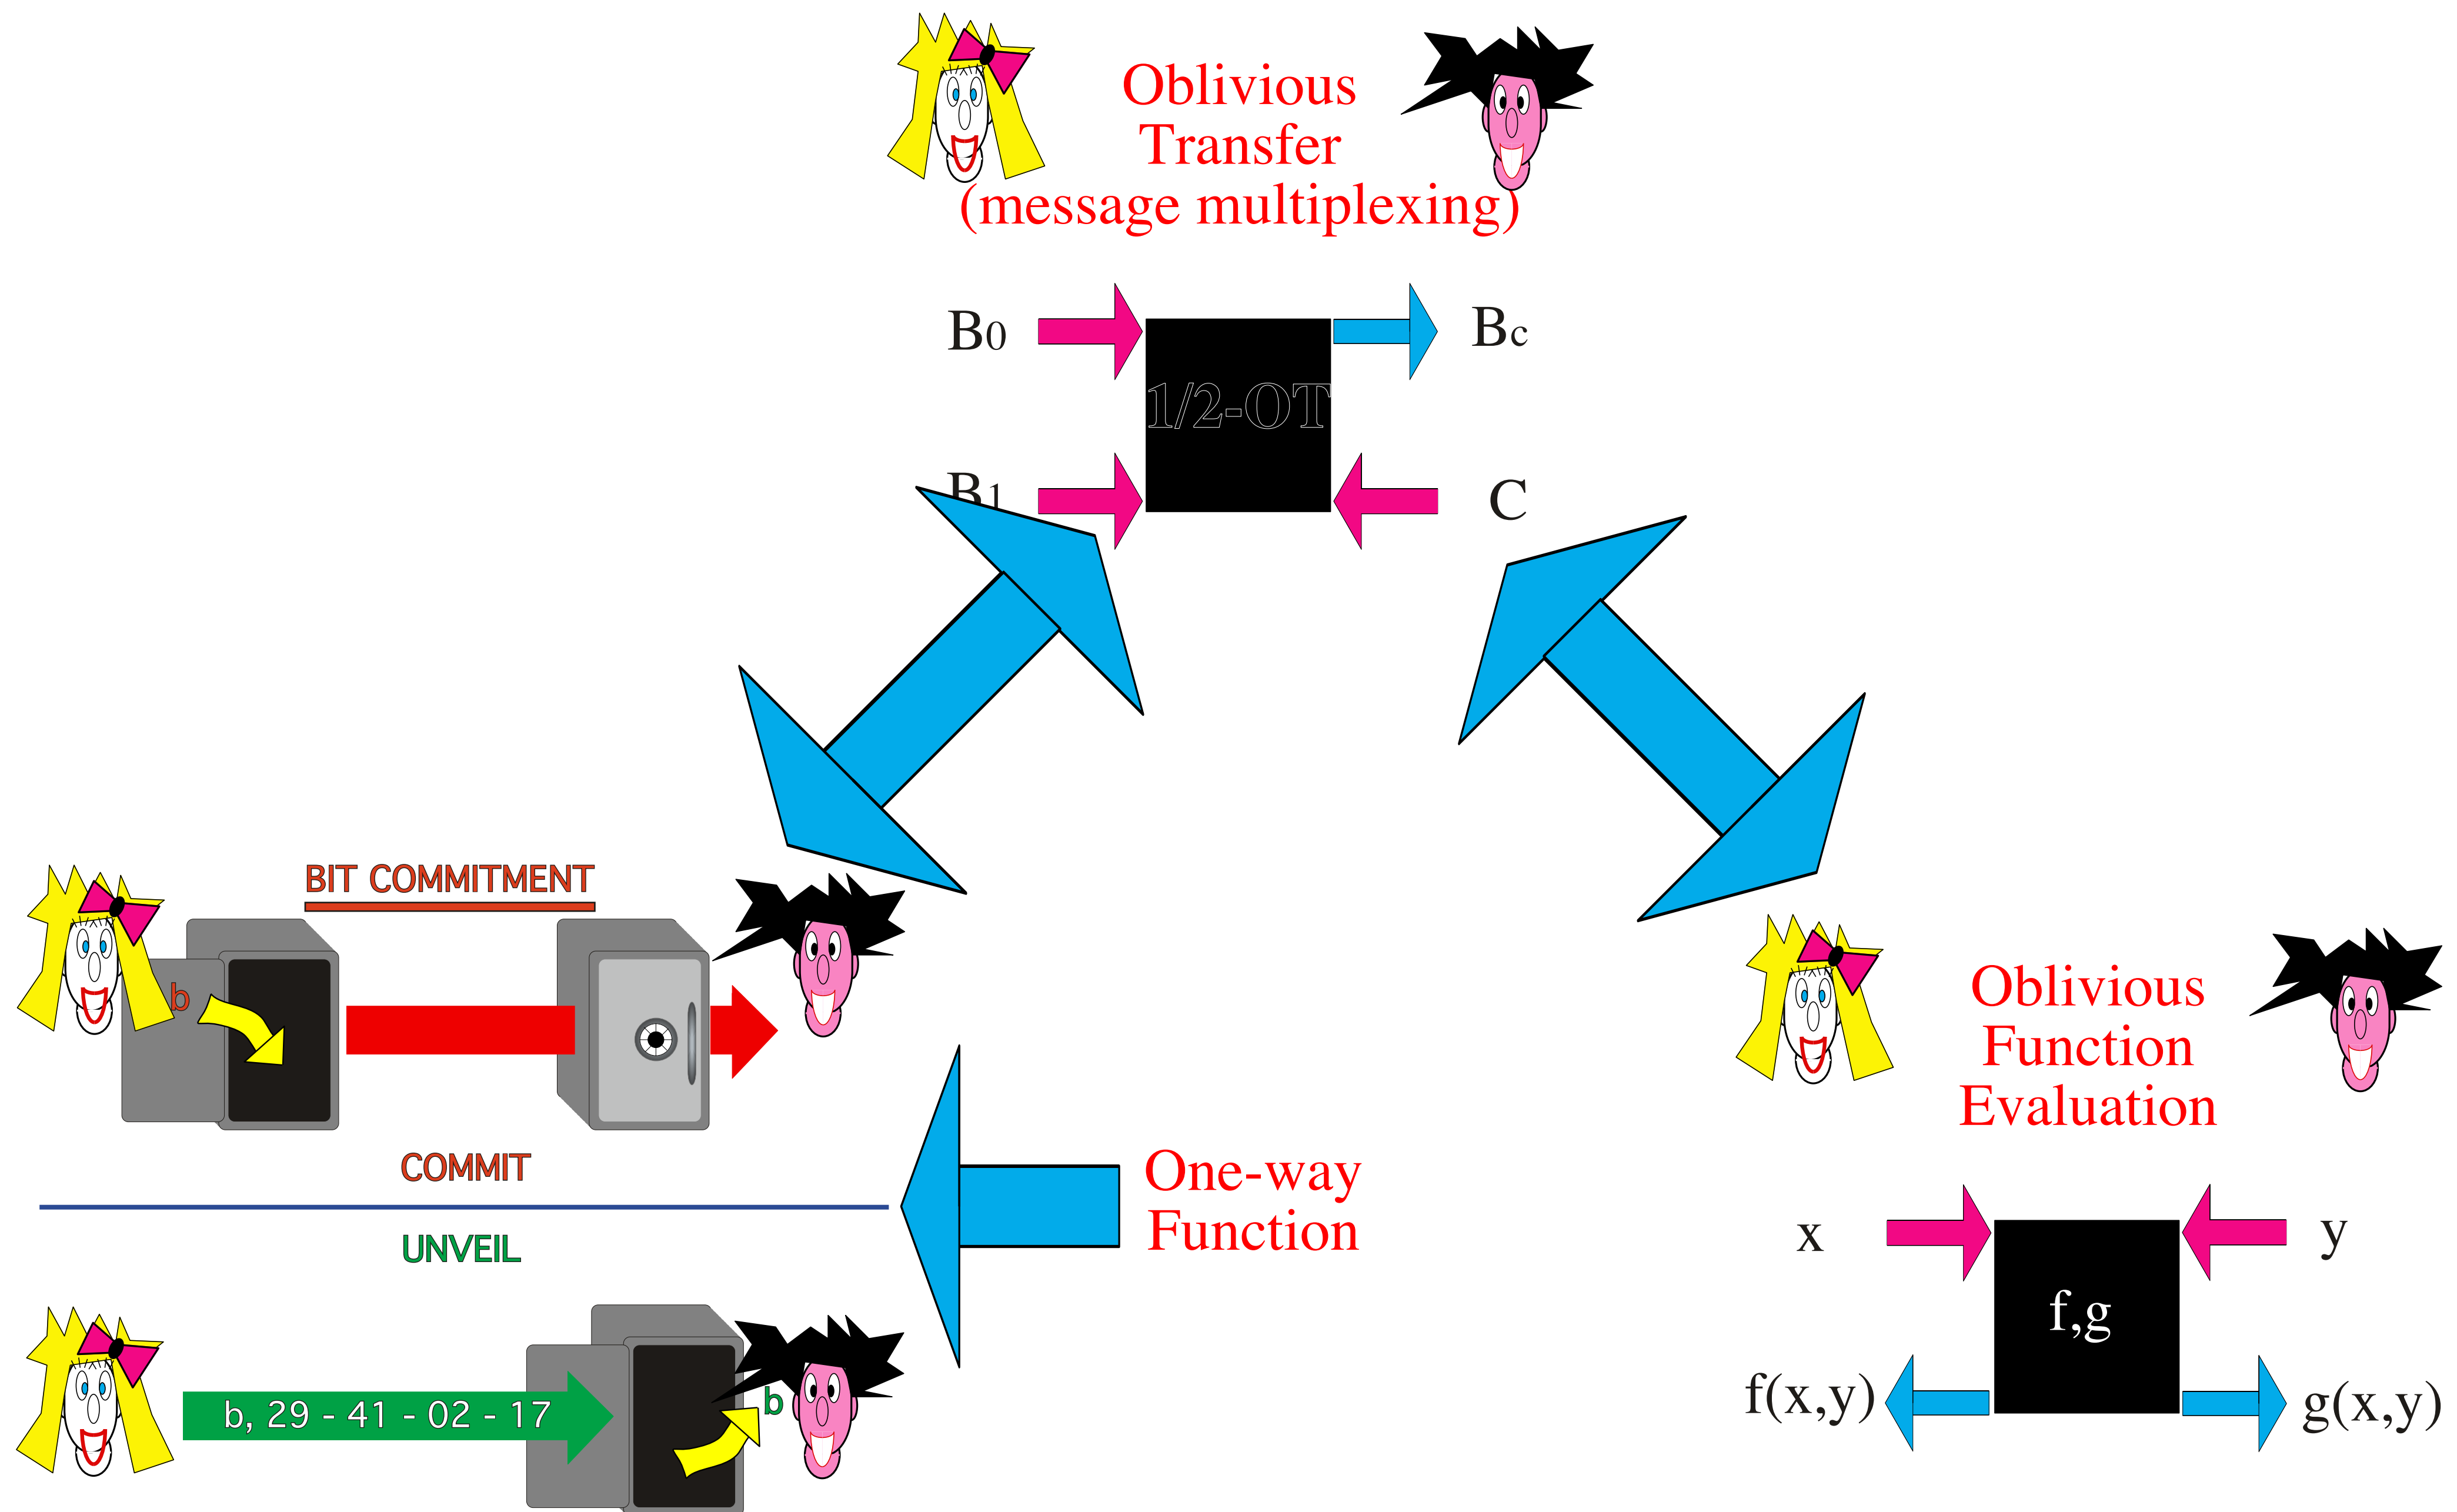 Oblivious
Transfer
(message multiplexing)
B0
Bc
1/2-OT
B1
C
BIT COMMITMENT
b
COMMIT
UNVEIL
b, 29 - 41 - 02 - 17
b
One-way
Function
Oblivious
Function
Evaluation
x
y
f,g
f(x,y)
g(x,y)